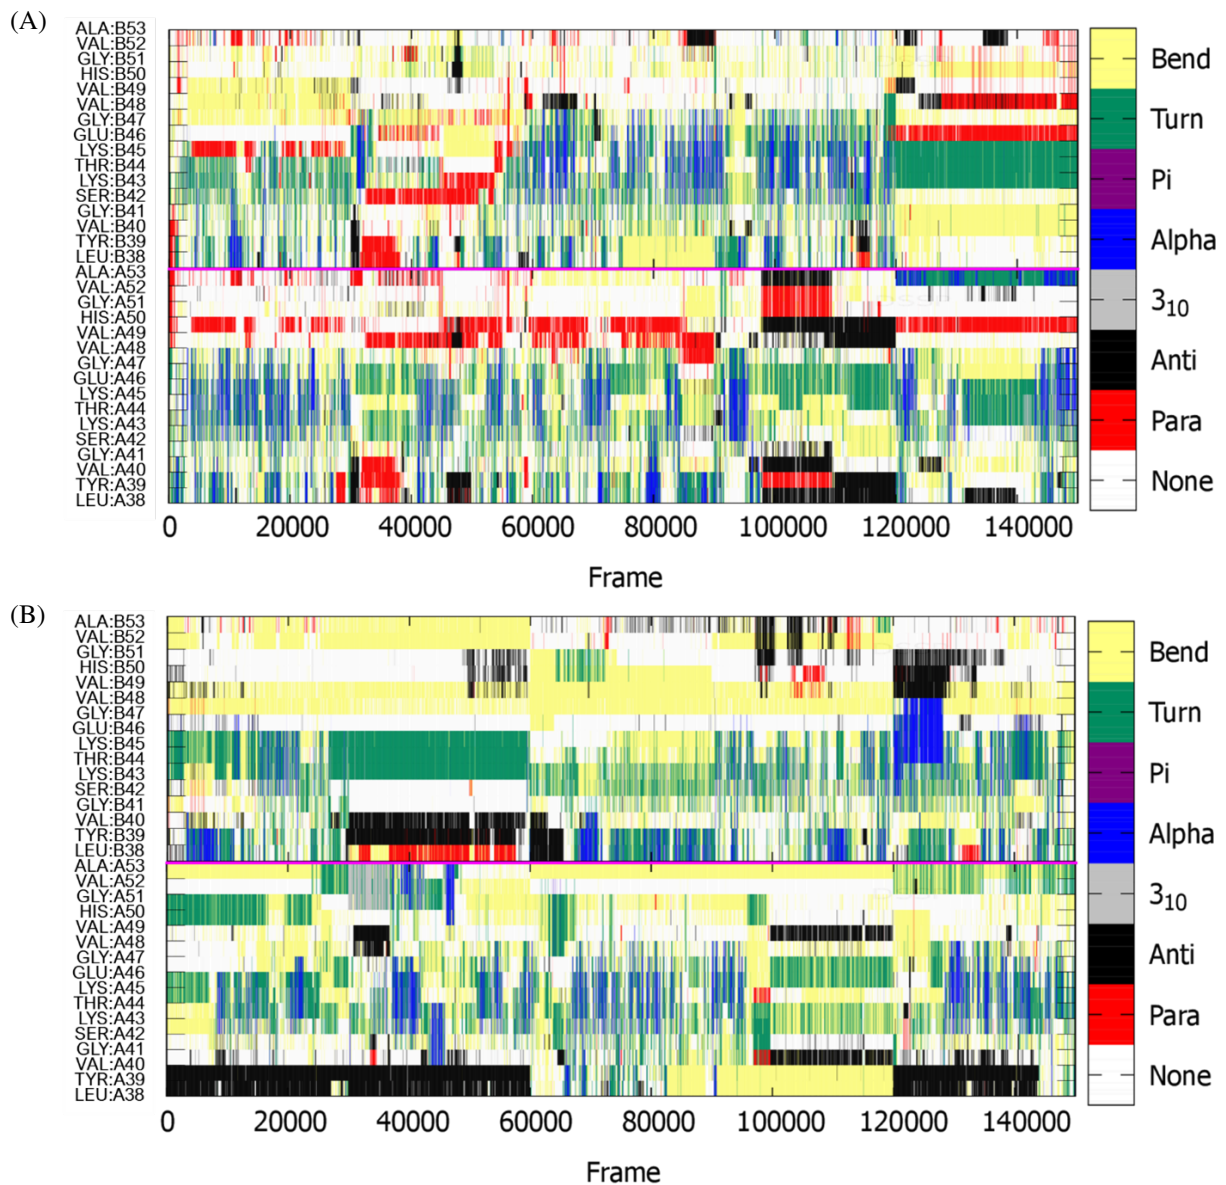 (A)
ALA:B53
VAL:B52
GLY:B51
HIS:B50
VAL:B49
VAL:B48
GLY:B47
GLU:B46
LYS:B45
THR:B44
LYS:B43
SER:B42
GLY:B41
VAL:B40
TYR:B39
LEU:B38
ALA:A53
VAL:A52
GLY:A51
HIS:A50
VAL:A49
VAL:A48
GLY:A47
GLU:A46
LYS:A45
THR:A44
LYS:A43
SER:A42
GLY:A41
VAL:A40
TYR:A39
LEU:A38
0 20000 40000 60000 80000 100000 120000 140000
Frame
Bend
Turn
Pi
Alpha
3₁₀
Anti
Para
None
(B)
ALA:B53
VAL:B52
GLY:B51
HIS:B50
VAL:B49
VAL:B48
GLY:B47
GLU:B46
LYS:B45
THR:B44
LYS:B43
SER:B42
GLY:B41
VAL:B40
TYR:B39
LEU:B38
ALA:A53
VAL:A52
GLY:A51
HIS:A50
VAL:A49
VAL:A48
GLY:A47
GLU:A46
LYS:A45
THR:A44
LYS:A43
SER:A42
GLY:A41
VAL:A40
TYR:A39
LEU:A38
0 20000 40000 60000 80000 100000 120000 140000
Frame
Bend
Turn
Pi
Alpha
3₁₀
Anti
Para
None